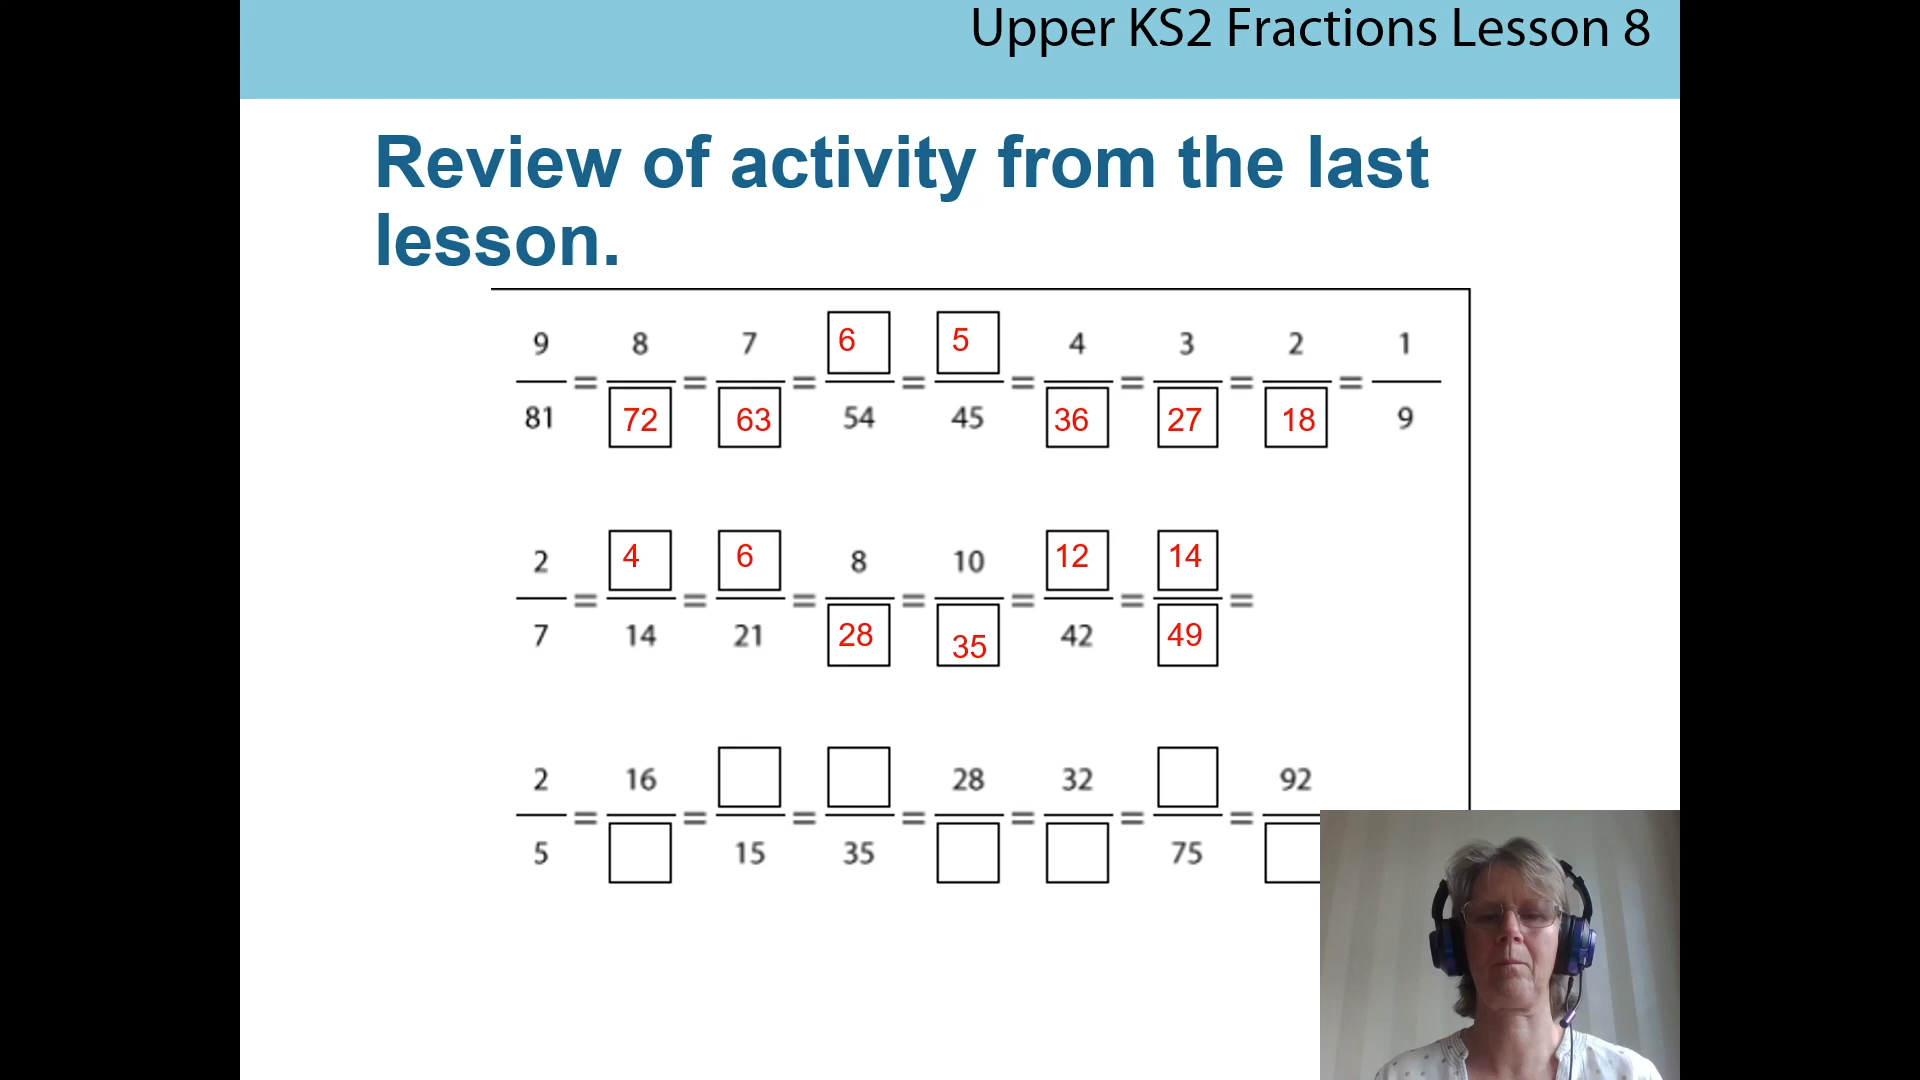 Upper KS2 Fractions Lesson 8
Review of activity from the last
lesson.
9 8 7 6 5 4 3 2 1
= = = = = = = =
81 72 63 54 45 36 27 18 9
2 4 6 8 10 12 14
= = = = = = =
7 14 21 28 35 42 49
2 16 28 32 92
= = = = = = =
5 15 35 75